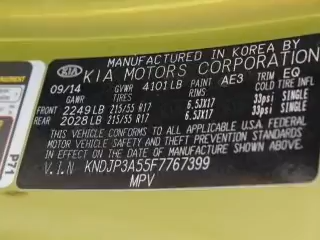 MANUFACTURED IN KOREA BY
KIA KIA MOTORS CORPORATION
09/14 GVWR 4101LB PAINT AE3 TRIM EQ
GAWR TIRES RIMS COLD TIRE INFL
FRONT 2249LB 215/55 R17 6.5JX17 33psi SINGLE
REAR 2028LB 215/55 R17 6.5JX17 33psi SINGLE
THIS VEHICLE CONFORMS TO ALL APPLICABLE U.S.A FEDERAL
MOTOR VEHICLE SAFETY AND THEFT PREVENTION STANDARDS
IN EFFECT ON THE DATE OF MANUFACTURE SHOWN ABOVE.
V.I.N KNDJP3A55F7767399
MPV
PT1